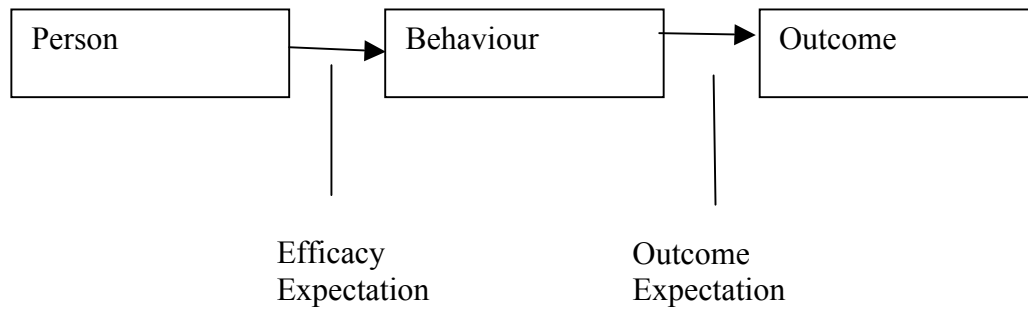 Person
Behaviour
Outcome
Efficacy
Expectation
Outcome
Expectation